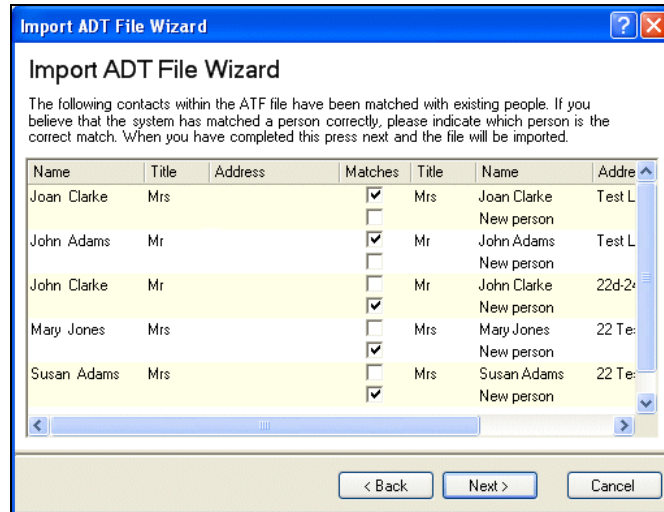 Import ADT File Wizard
Import ADT File Wizard
The following contacts within the ATF file have been matched with existing people. If you
believe that the system has matched a person correctly, please indicate which person is the
correct match. When you have completed this press next and the file will be imported.
Name Title Address Matches Title Name Addre
Joan Clarke Mrs Mrs Joan Clarke Test L
New person
John Adams Mr Mr John Adams Test L
New person
John Clarke Mr Mr John Clarke 22d-24
New person
Mary Jones Mrs Mrs Mary Jones 22 Te
New person
Susan Adams Mrs Mrs Susan Adams 22 Te
New person
< Back Next > Cancel